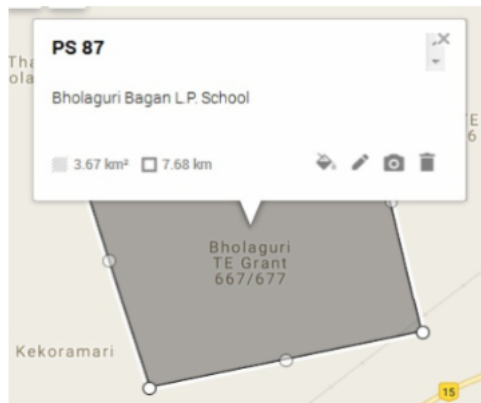 PS 87
Bholaguri Bagan L.P. School
3.67 km² 7.68 km
Bholaguri
TE Grant
667/677
Kekoramari
15